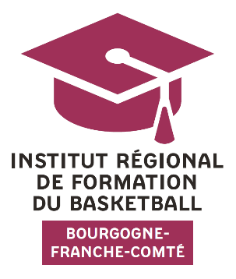 INSTITUT RÉGIONAL
DE FORMATION
DU BASKETBALL
BOURGOGNE-
FRANCHE-COMTÉ